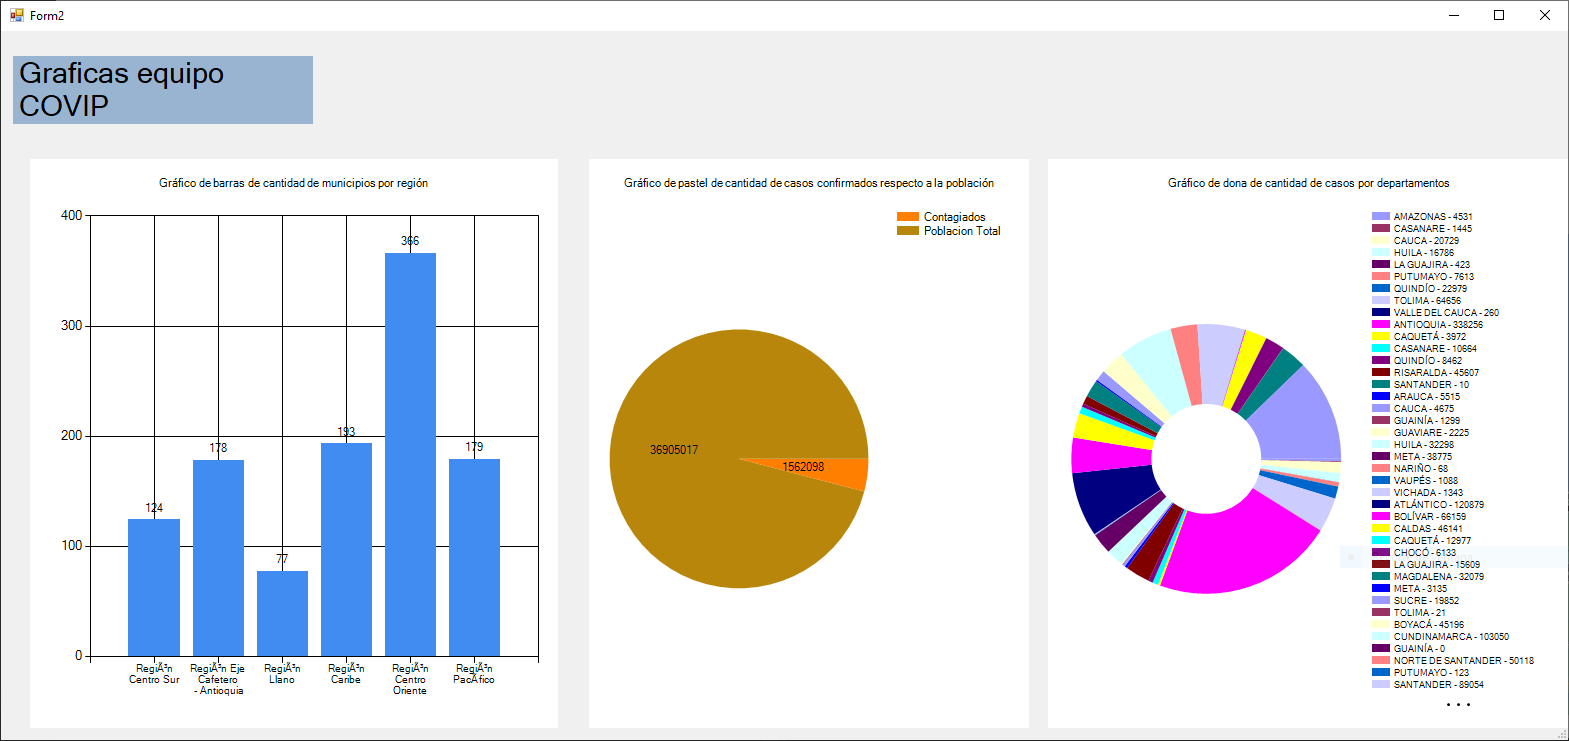 Form2
Graficas equipo
COVIP
Gráfico de barras de cantidad de municipios por región
400
300
200
100
0
124
178
77
193
366
179
RegiÃ³n
Centro Sur
RegiÃ³n Eje
Cafetero
- Antioquia
RegiÃ³n
Llano
RegiÃ³n
Caribe
RegiÃ³n
Centro
Oriente
RegiÃ³n
PacÃ­fico
Gráfico de pastel de cantidad de casos confirmados respecto a la población
Contagiados
Poblacion Total
36905017
1562098
Gráfico de dona de cantidad de casos por departamentos
AMAZONAS - 4531
CASANARE - 1445
CAUCA - 20729
HUILA - 16786
LA GUAJIRA - 423
PUTUMAYO - 7613
QUINDÍO - 22979
TOLIMA - 64656
VALLE DEL CAUCA - 260
ANTIOQUIA - 338256
CAQUETÁ - 3972
CASANARE - 10664
QUINDÍO - 8462
RISARALDA - 45607
SANTANDER - 10
ARAUCA - 5515
CAUCA - 4675
GUAINÍA - 1299
GUAVIARE - 2225
HUILA - 32298
META - 38775
NARIÑO - 68
VAUPÉS - 1088
VICHADA - 1343
ATLÁNTICO - 120879
BOLÍVAR - 66159
CALDAS - 46141
CAQUETÁ - 12977
CHOCÓ - 6133
LA GUAJIRA - 15609
MAGDALENA - 32079
META - 3135
SUCRE - 19852
TOLIMA - 21
BOYACÁ - 45196
CUNDINAMARCA - 103050
GUAINÍA - 0
NORTE DE SANTANDER - 50118
PUTUMAYO - 123
SANTANDER - 89054
...